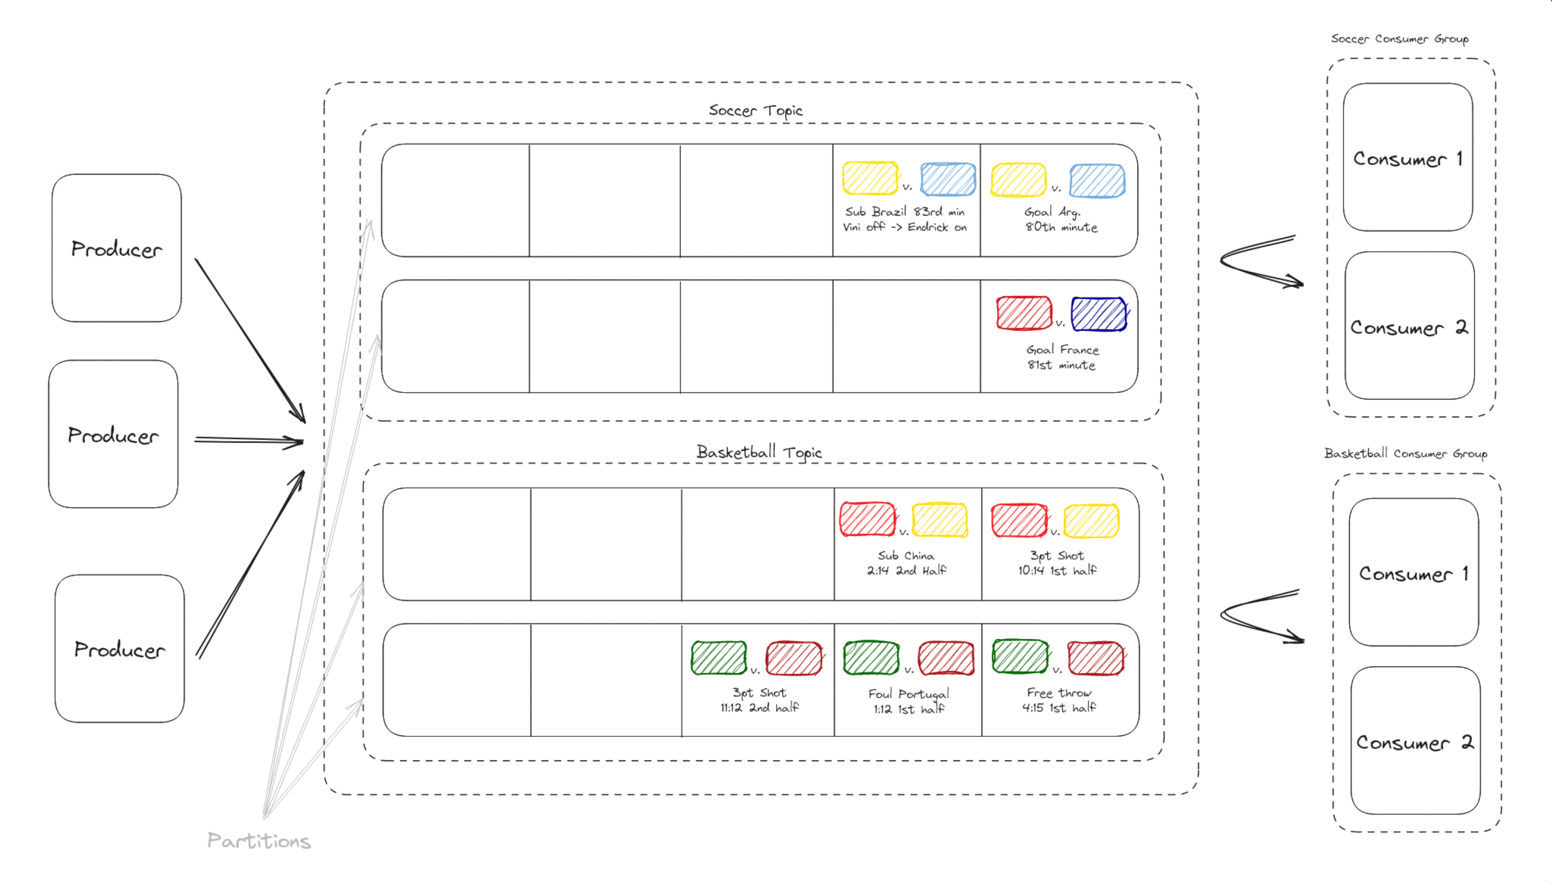 Soccer Consumer Group
Soccer Topic
Producer
Producer
Producer
v.
Sub Brazil 83rd min
Vini off -> Endrick on
v.
Goal Arg.
80th minute
v.
Goal France
81st minute
Basketball Topic
v.
Sub China
2:14 2nd Half
v.
3pt Shot
10:14 1st half
v.
3pt Shot
11:12 2nd half
v.
Foul Portugal
1:12 1st half
v.
Free throw
4:15 1st half
Partitions
Consumer 1
Consumer 2
Basketball Consumer Group
Consumer 1
Consumer 2